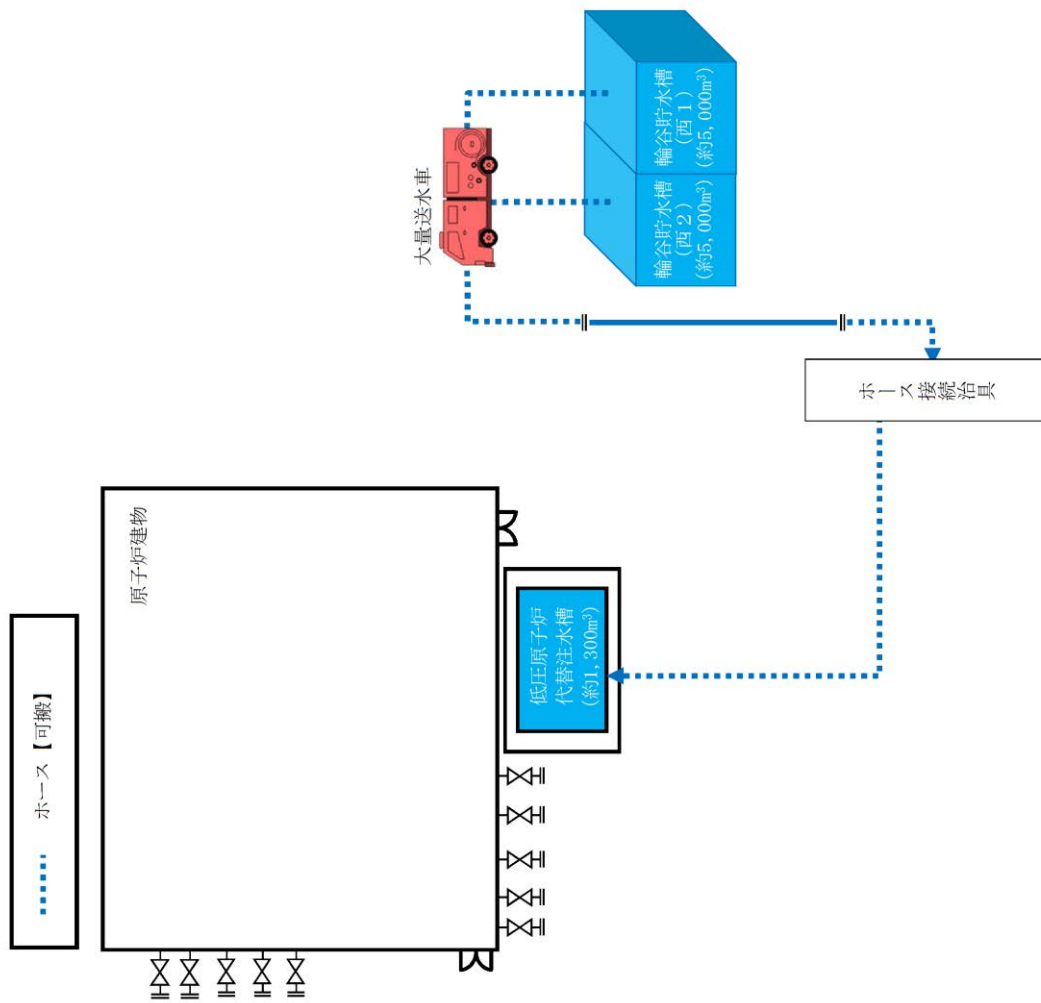 ホース【可搬】
原子炉建物
低圧原子炉
代替注水槽
(約1,300m³)
ホース接続治具
大量送水車
輪谷貯水槽
(西2)
(約5,000m³)
輪谷貯水槽
(西1)
(約5,000m³)